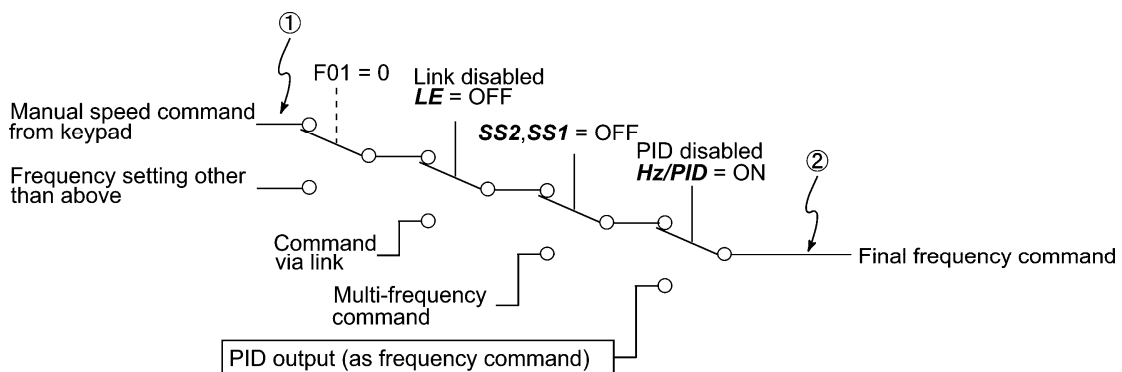 ①
F01 = 0
Link disabled
LE = OFF
Manual speed command
from keypad
SS2,SS1 = OFF
PID disabled
Hz/PID = ON
②
Frequency setting other
than above
Command
via link
Final frequency command
Multi-frequency
command
PID output (as frequency command)